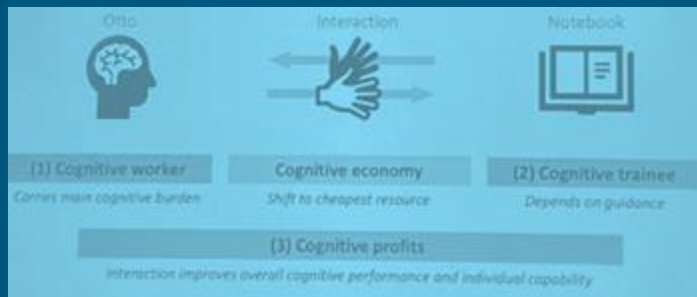 Otto
Interaction
Notebook
(1) Cognitive worker
Cognitive economy
(2) Cognitive trainee
Carries main cognitive burden
Shift to cheapest resource
Depends on guidance
(3) Cognitive profits
Interaction improves overall cognitive performance and individual capability